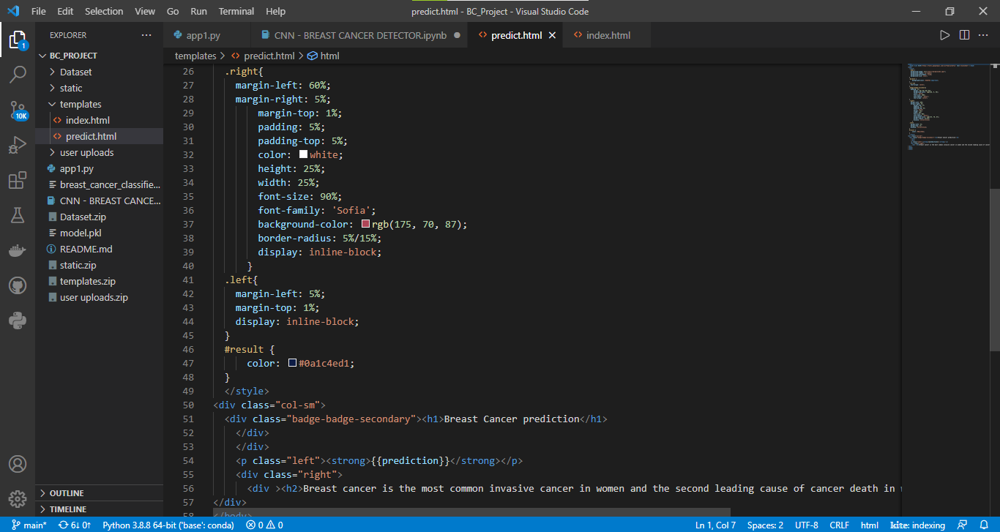 File Edit Selection View Go Run Terminal Help predict.html - BC_Project - Visual Studio Code
EXPLORER
app1.py CNN - BREAST CANCER DETECTOR.ipynb predict.html index.html
templates > predict.html > html
1
10K
BC_PROJECT
Dataset
static
templates
index.html
predict.html
user uploads
app1.py
breast_cancer_classifie...
CNN - BREAST CANCE...
Dataset.zip
model.pkl
README.md
static.zip
templates.zip
user uploads.zip
OUTLINE
TIMELINE
26 .right{
27 margin-left: 60%;
28 margin-right: 5%;
29 margin-top: 1%;
30 padding: 5%;
31 padding-top: 5%;
32 color: white;
33 height: 25%;
34 width: 25%;
35 font-size: 90%;
36 font-family: 'Sofia';
37 background-color: rgb(175, 70, 87);
38 border-radius: 5%/15%;
39 display: inline-block;
40 }
41 .left{
42 margin-left: 5%;
43 margin-top: 1%;
44 display: inline-block;
45 }
46 #result {
47 color: #0a1c4ed1;
48 }
49 </style>
50 <div class="col-sm">
51 <div class="badge-badge-secondary"><h1>Breast Cancer prediction</h1>
52 </div>
53 </div>
54 <p class="left"><strong>{{prediction}}</strong></p>
55 <div class="right">
56 <div ><h2>Breast cancer is the most common invasive cancer in women and the second leading cause of cancer death in
57 </div>
58 </body>
main* 6↓ 0↑ Python 3.8.8 64-bit ('base': conda) 0 0 Ln 1, Col 7 Spaces: 2 UTF-8 CRLF html kite: indexing